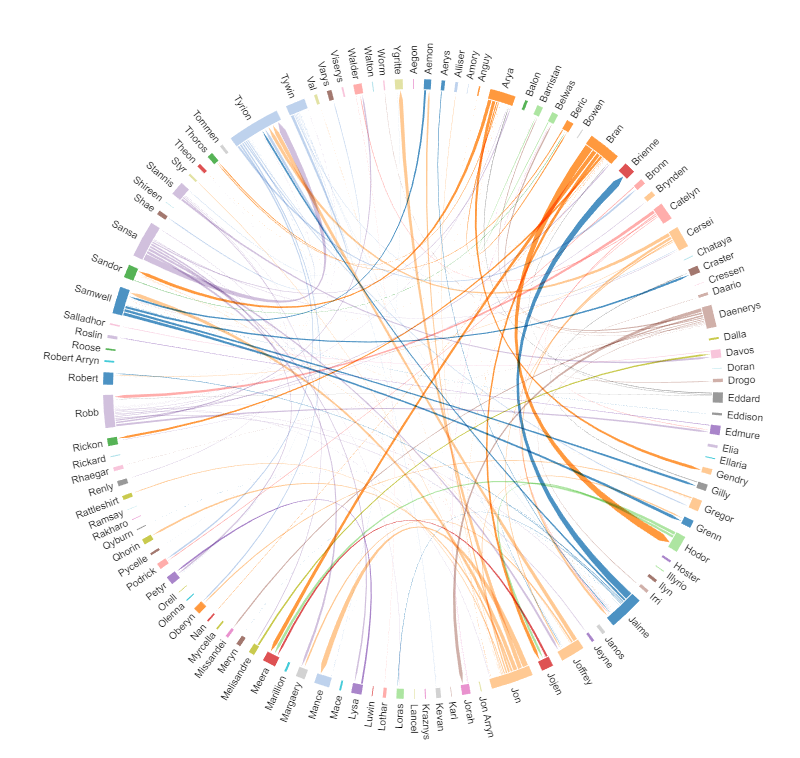 Aegon
Aemon
Aerys
Alliser
Amory
Anguy
Arya
Balon
Barristan
Belwas
Beric
Bowen
Bran
Brienne
Bronn
Brynden
Catelyn
Cersei
Chataya
Craster
Cressen
Daario
Daenerys
Dalla
Davos
Doran
Drogo
Eddard
Eddison
Edmure
Elia
Ellaria
Gendry
Gilly
Gregor
Grenn
Hodor
Hoster
Illyrio
Ilyn
Irri
Jaime
Janos
Jeyne
Joffrey
Jojen
Jon
Jon Arryn
Jorah
Karl
Kevan
Kraznys
Lancel
Loras
Lothar
Luwin
Lysa
Mace
Mance
Margaery
Marillion
Meera
Melisandre
Meryn
Missandei
Myrcella
Nan
Oberyn
Olenna
Orell
Petyr
Podrick
Pycelle
Qhorin
Qyburn
Rakharo
Ramsay
Rattleshirt
Renly
Rhaegar
Rickard
Rickon
Robb
Robert
Robert Arryn
Roose
Roslin
Salladhor
Samwell
Sandor
Sansa
Shae
Shireen
Stannis
Styr
Theon
Thoros
Tommen
Tyrion
Tywin
Val
Varys
Viserys
Walder
Walton
Worm
Ygritte